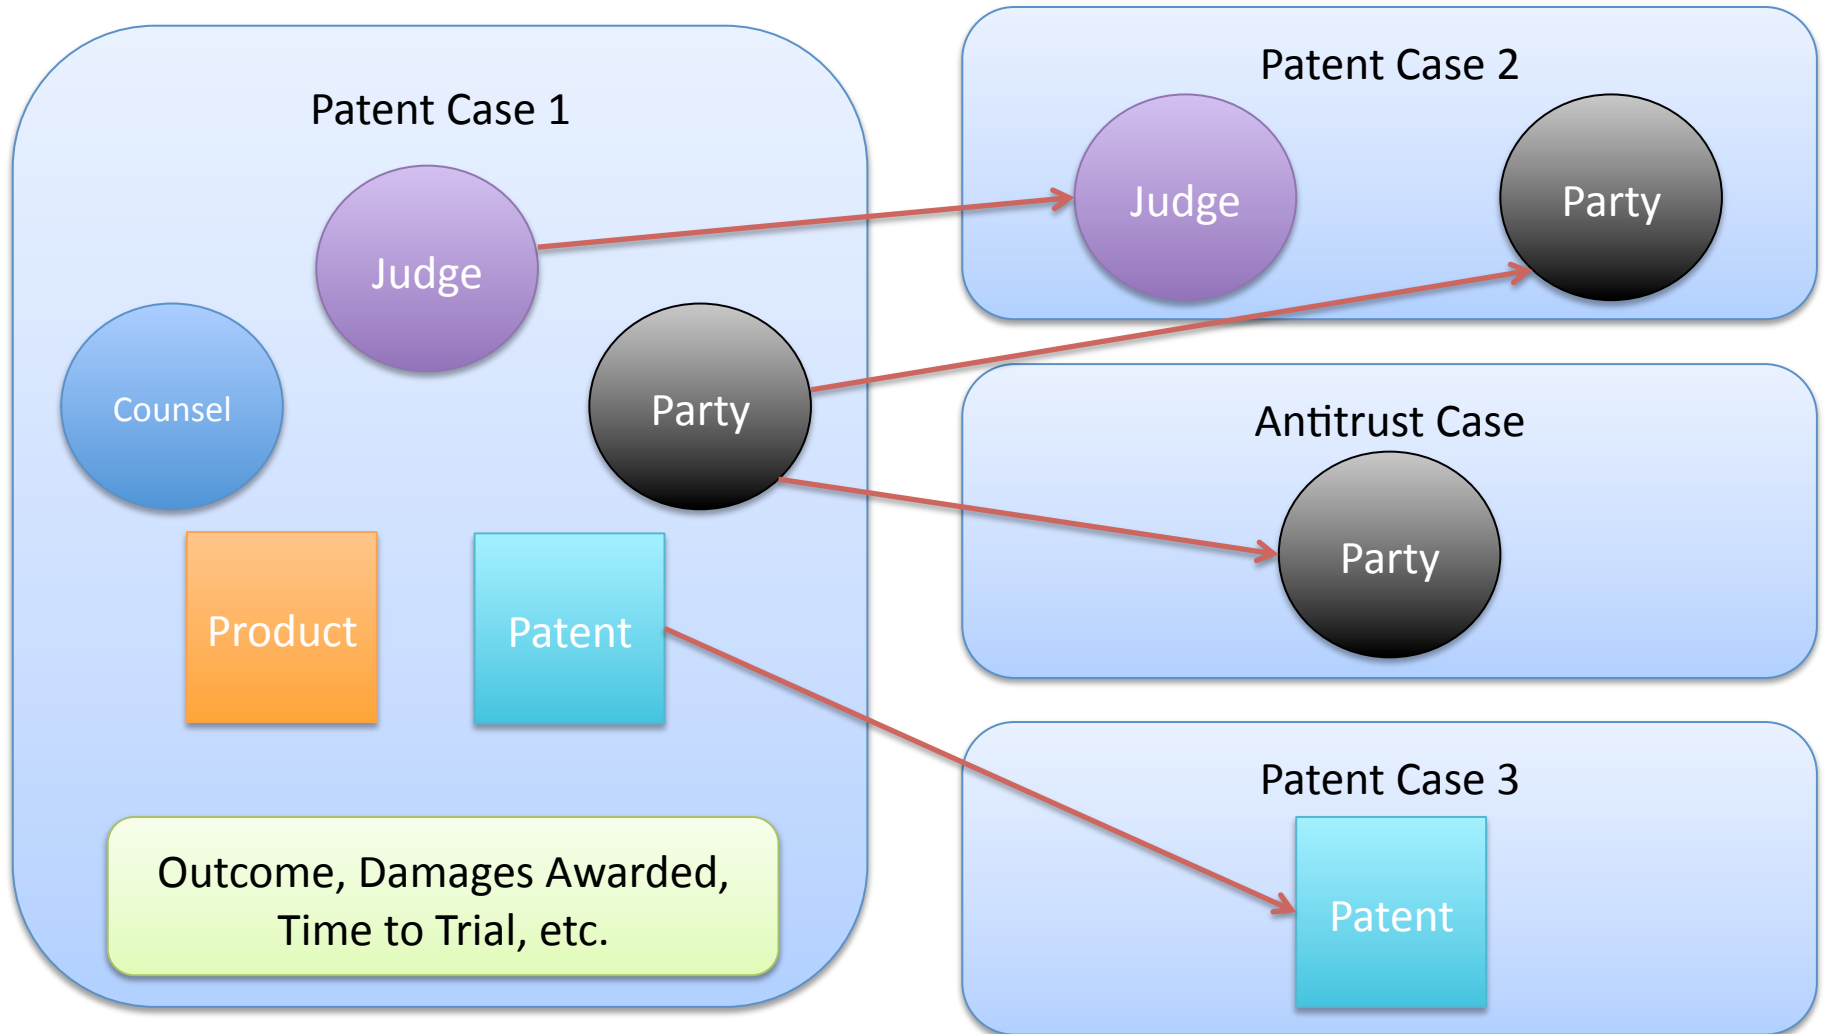 Patent Case 1
Judge
Counsel
Party
Product
Patent
Outcome, Damages Awarded,
Time to Trial, etc.
Patent Case 2
Judge
Party
Antitrust Case
Party
Patent Case 3
Patent